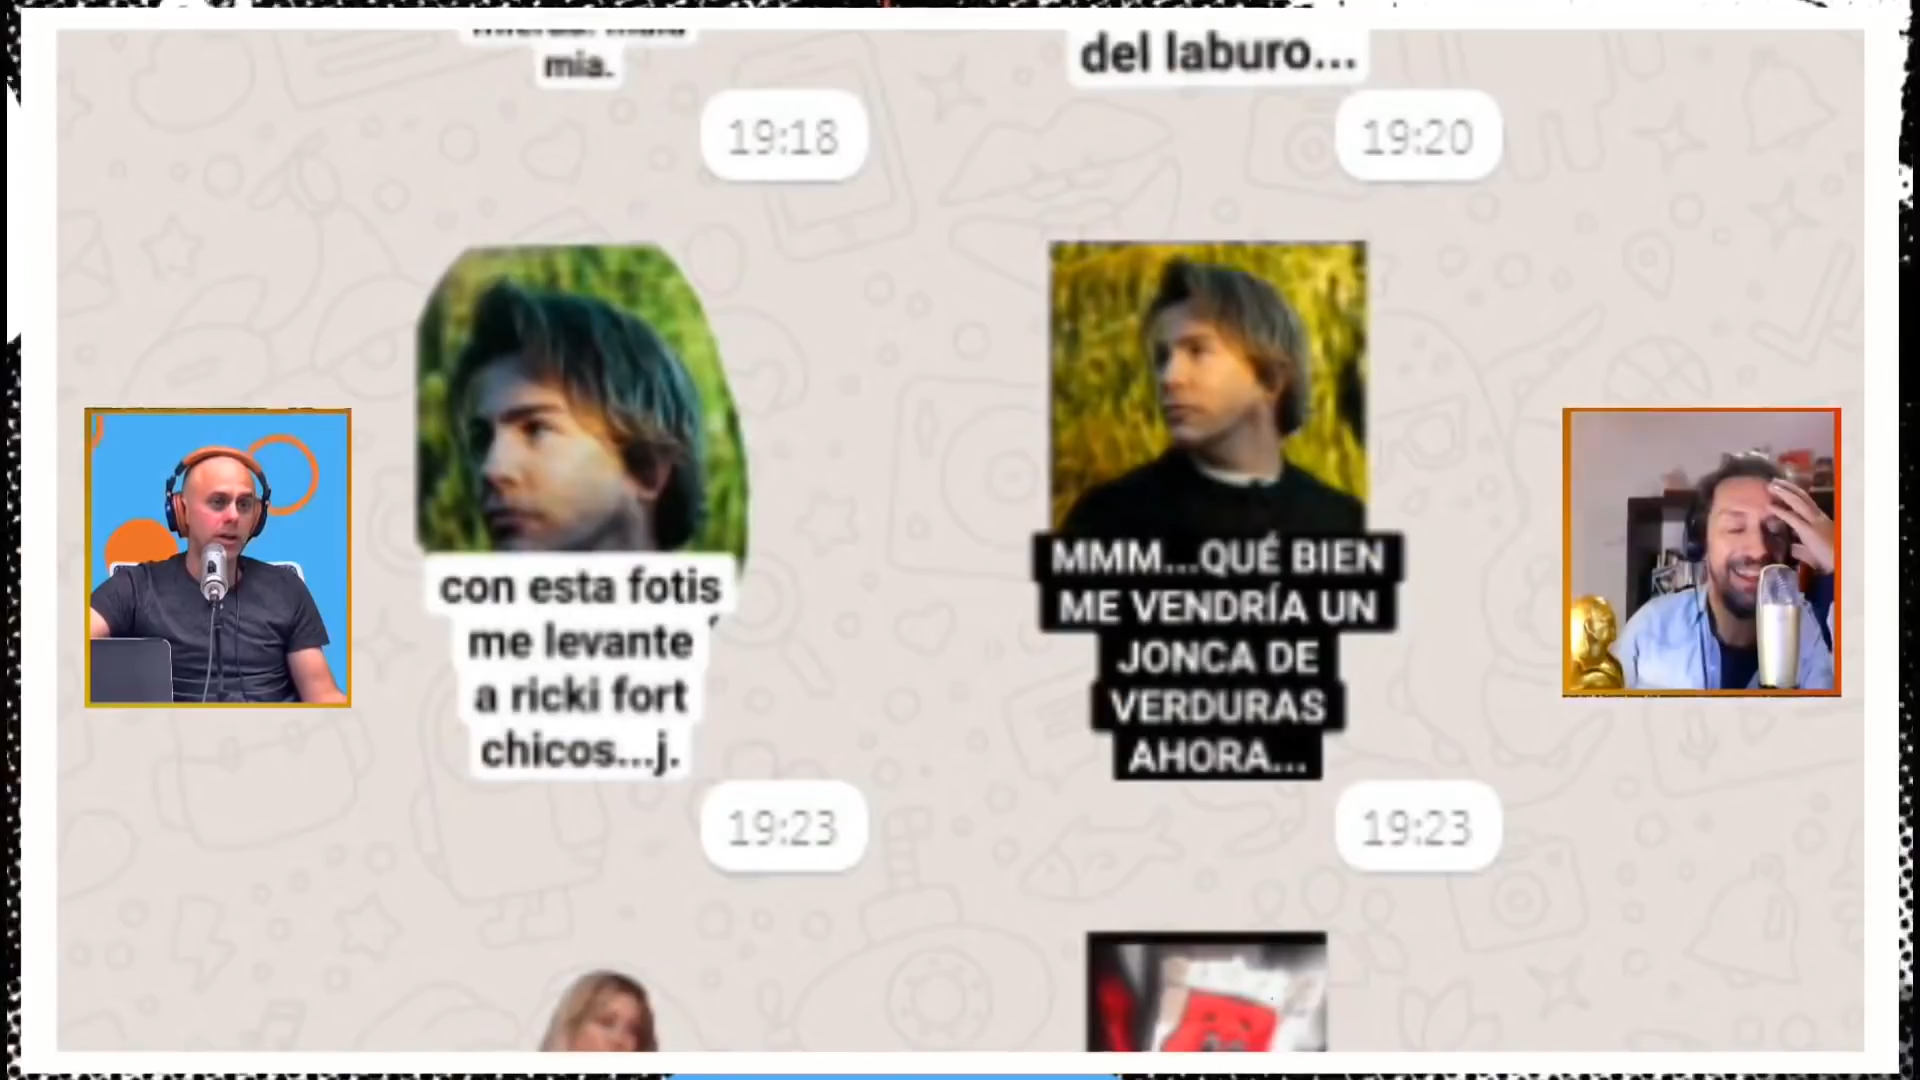 mia.
19:18
del laburo...
19:20
con esta fotis
me levante
a ricki fort
chicos...j.
19:23
MMM...QUÉ BIEN
ME VENDRÍA UN
JONCA DE
VERDURAS
AHORA...
19:23